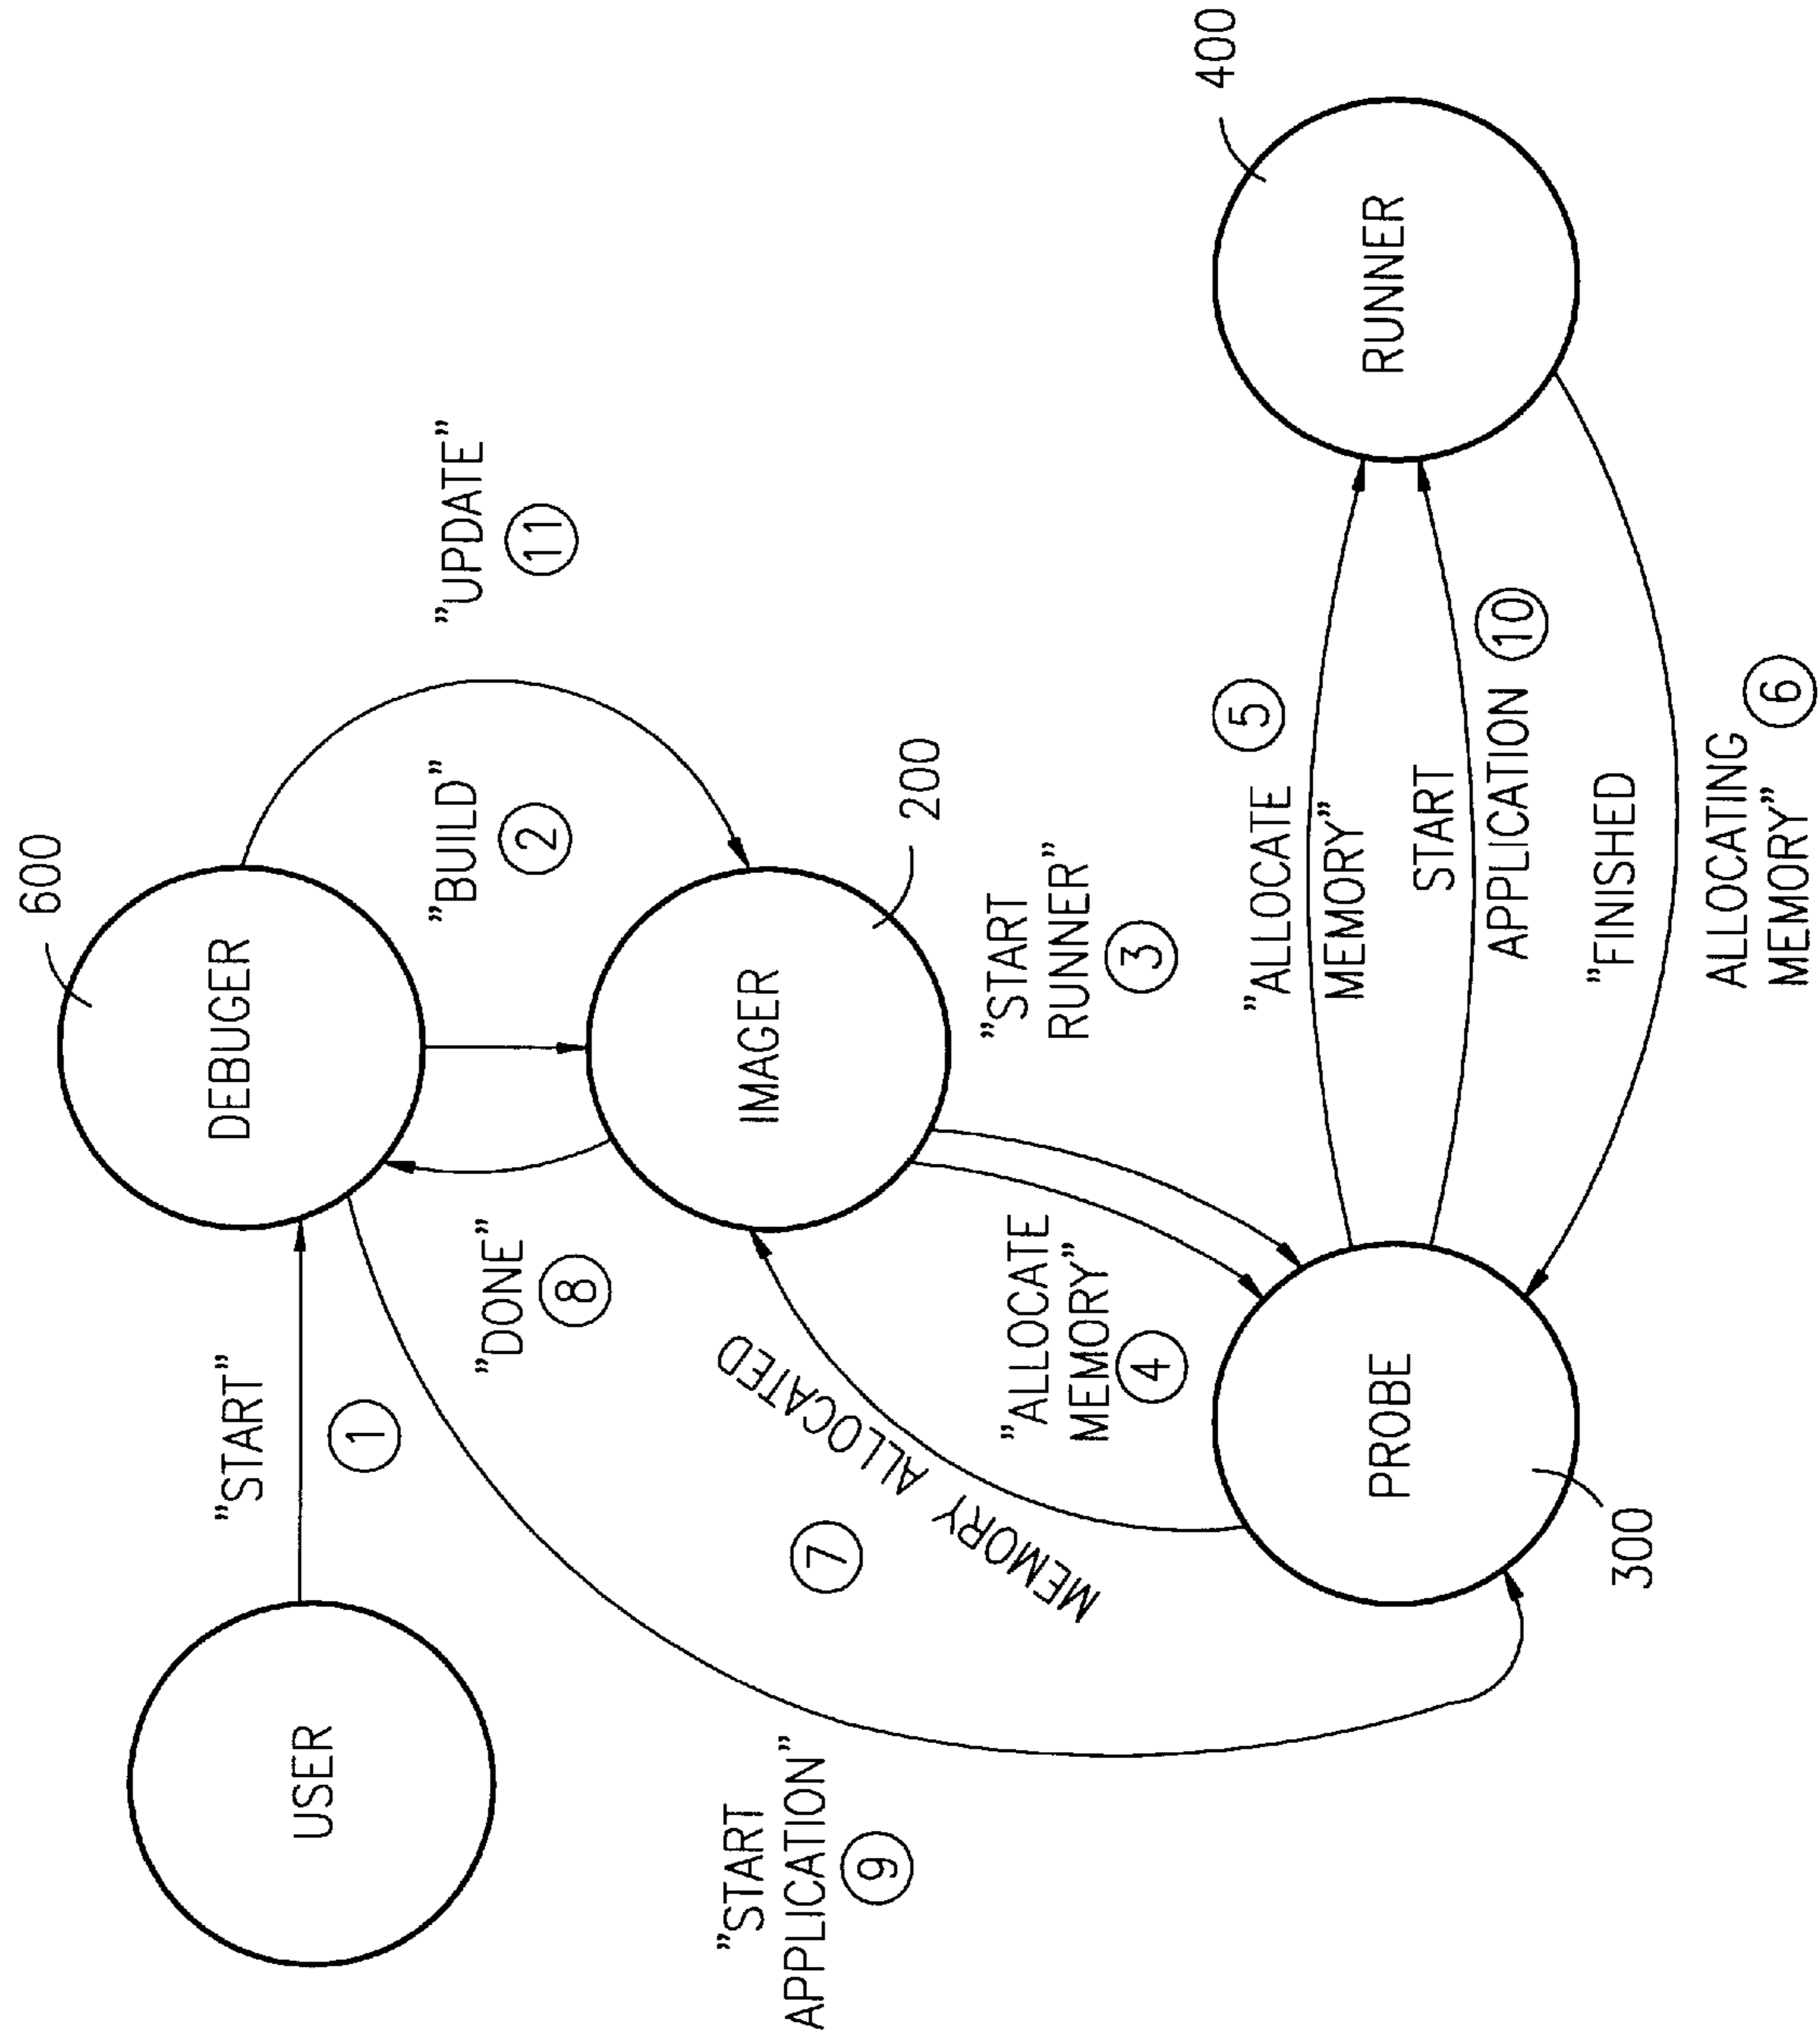 600
DEBUGER
"UPDATE"
11
"BUILD"
2
"START"
1
USER
"DONE"
8
IMAGER
200
"START
RUNNER"
3
"ALLOCATE
MEMORY"
4
MEMORY ALLOCATED
7
"START
APPLICATION"
9
PROBE
300
"ALLOCATE
MEMORY"
5
START
APPLICATION 10
"FINISHED
ALLOCATING
MEMORY"
6
RUNNER
400